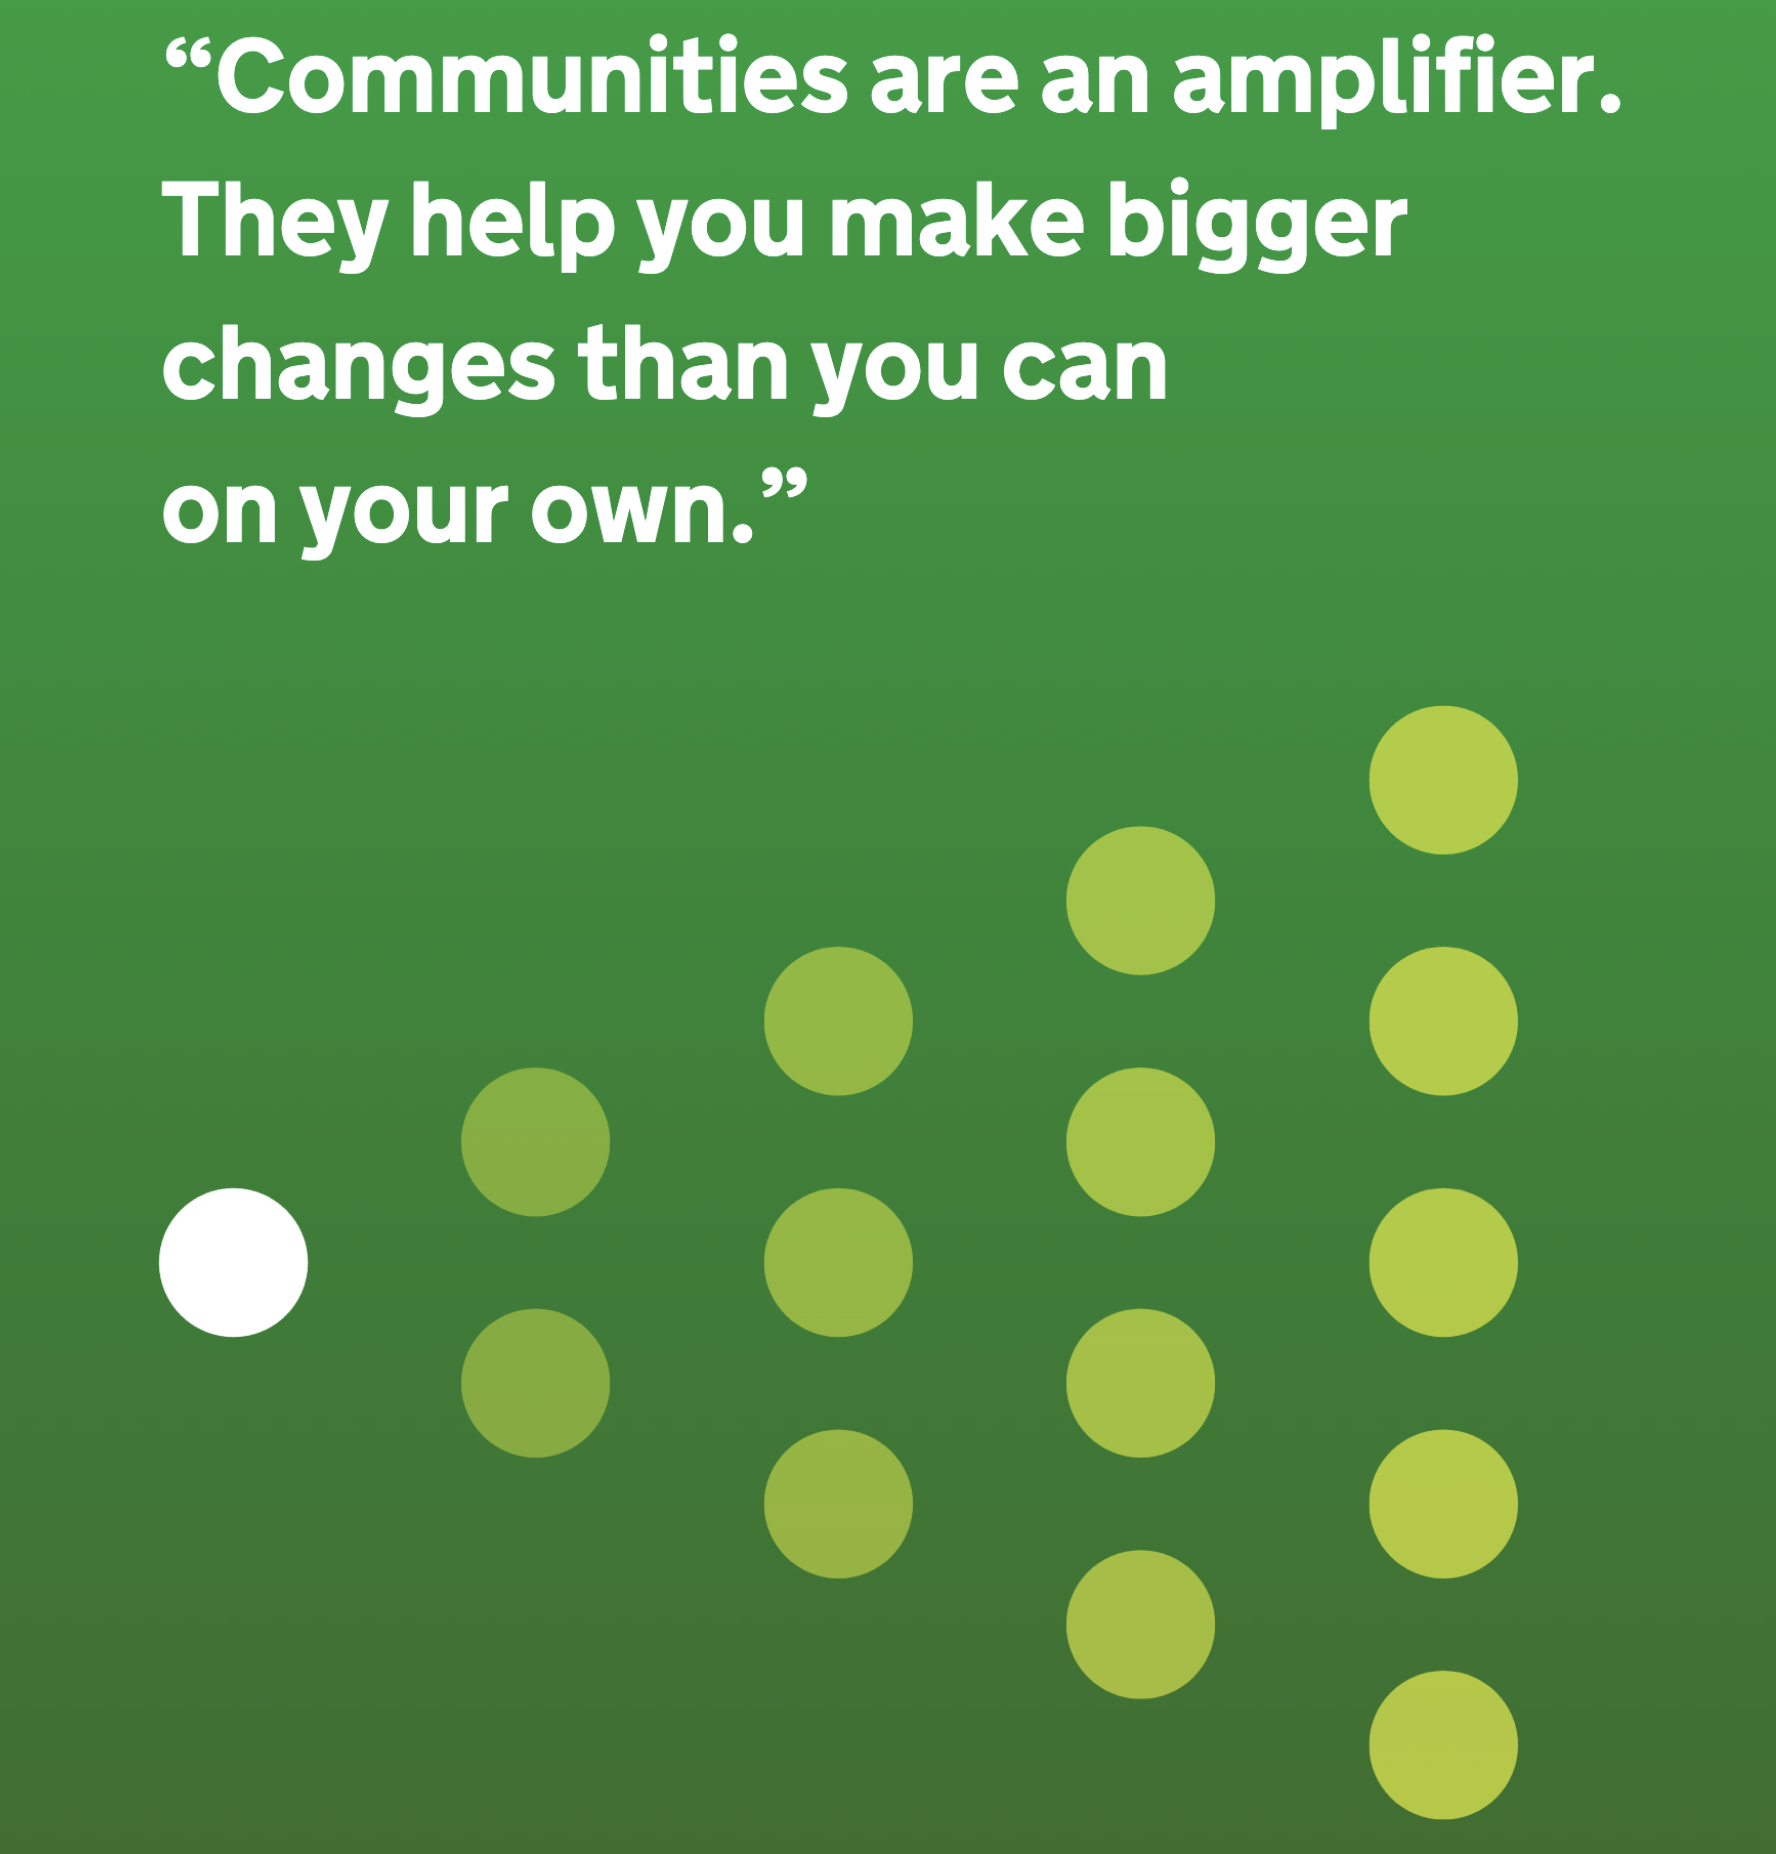 “Communities are an amplifier.
They help you make bigger
changes than you can
on your own.”